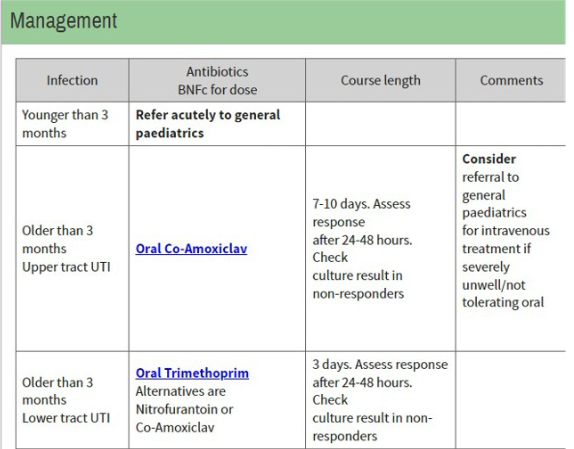 Management
Infection
Antibiotics
BNFc for dose
Course length
Comments
Younger than 3
months
Refer acutely to general
paediatrics
Older than 3
months
Upper tract UTI
Oral Co-Amoxiclav
7-10 days. Assess
response
after 24-48 hours.
Check
culture result in
non-responders
Consider
referral to
general
paediatrics
for intravenous
treatment if
severely
unwell/not
tolerating oral
Older than 3
months
Lower tract UTI
Oral Trimethoprim
Alternatives are
Nitrofurantoin or
Co-Amoxiclav
3 days. Assess response
after 24-48 hours.
Check
culture result in non-
responders